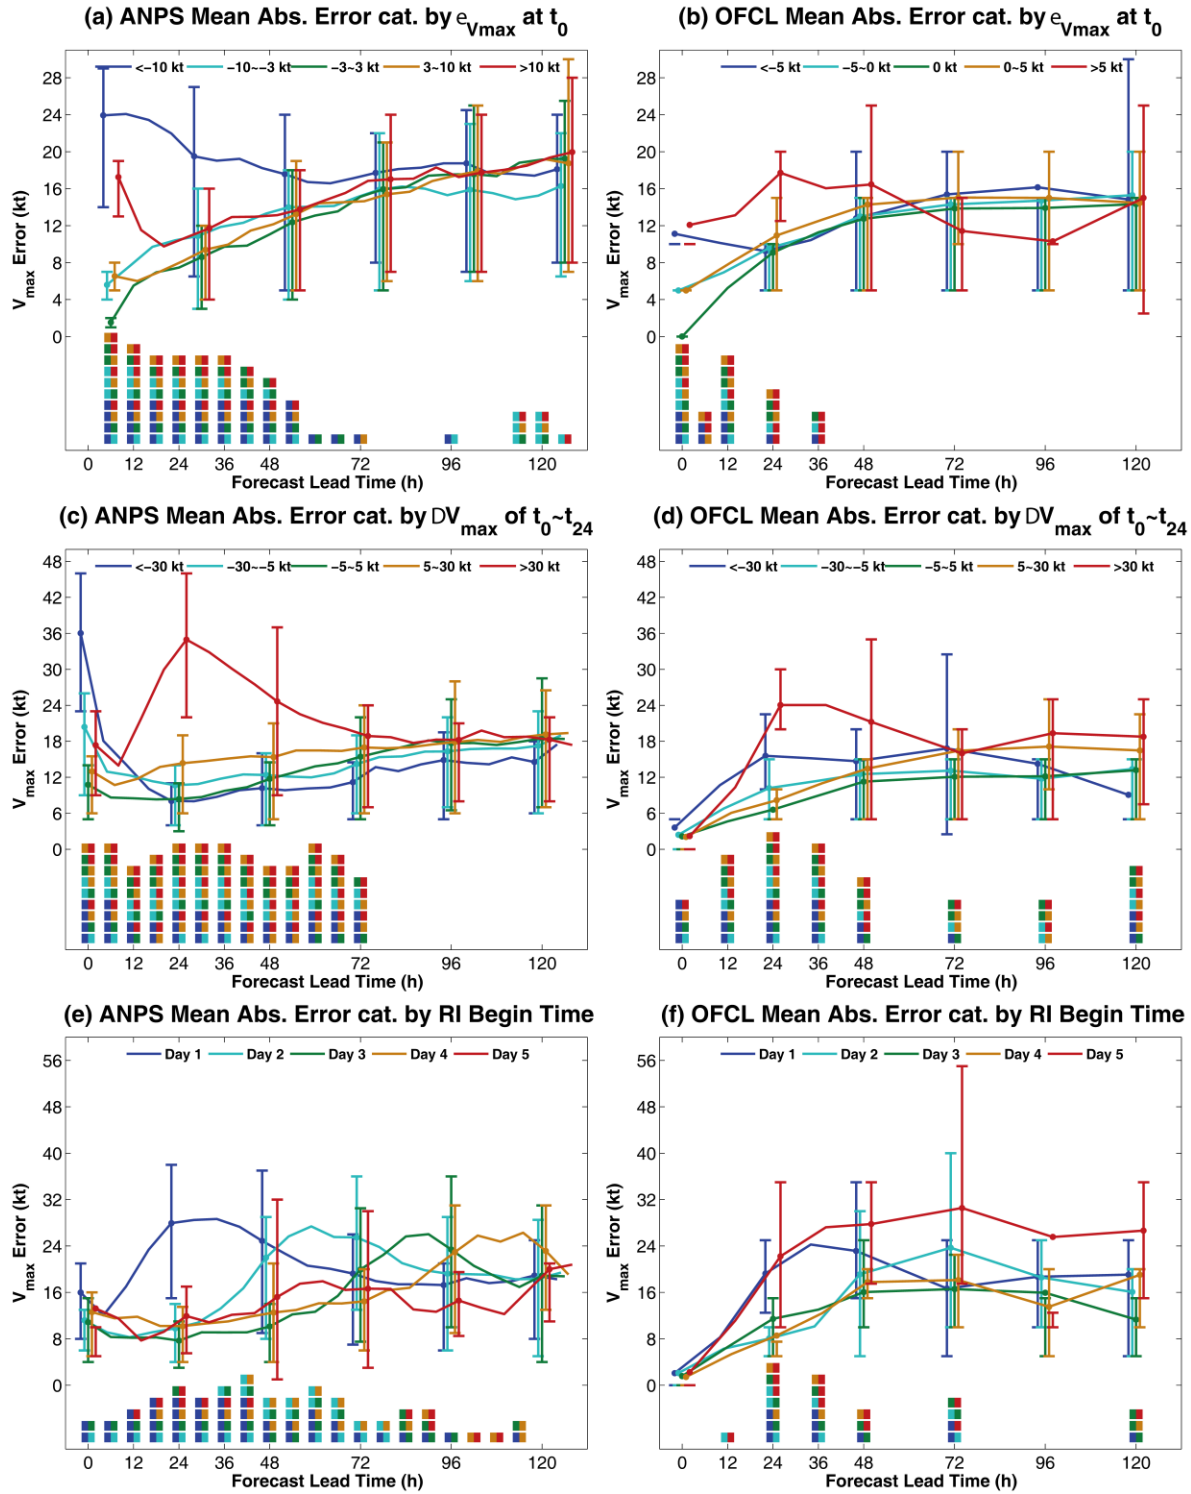 (a) ANPS Mean Abs. Error cat. by eVmax at t0
<−10 kt −10~−3 kt −3~3 kt 3~10 kt >10 kt
Vmax Error (kt)
28
24
20
16
12
8
4
0
0 12 24 36 48 72 96 120
Forecast Lead Time (h)
(b) OFCL Mean Abs. Error cat. by eVmax at t0
<−5 kt −5~0 kt 0 kt 0~5 kt >5 kt
Vmax Error (kt)
28
24
20
16
12
8
4
0
0 12 24 36 48 72 96 120
Forecast Lead Time (h)
(c) ANPS Mean Abs. Error cat. by DVmax of t0~t24
<−30 kt −30~−5 kt −5~5 kt 5~30 kt >30 kt
Vmax Error (kt)
48
42
36
30
24
18
12
6
0
0 12 24 36 48 72 96 120
Forecast Lead Time (h)
(d) OFCL Mean Abs. Error cat. by DVmax of t0~t24
<−30 kt −30~−5 kt −5~5 kt 5~30 kt >30 kt
Vmax Error (kt)
48
42
36
30
24
18
12
6
0
0 12 24 36 48 72 96 120
Forecast Lead Time (h)
(e) ANPS Mean Abs. Error cat. by RI Begin Time
Day 1 Day 2 Day 3 Day 4 Day 5
Vmax Error (kt)
56
48
40
32
24
16
8
0
0 12 24 36 48 72 96 120
Forecast Lead Time (h)
(f) OFCL Mean Abs. Error cat. by RI Begin Time
Day 1 Day 2 Day 3 Day 4 Day 5
Vmax Error (kt)
56
48
40
32
24
16
8
0
0 12 24 36 48 72 96 120
Forecast Lead Time (h)